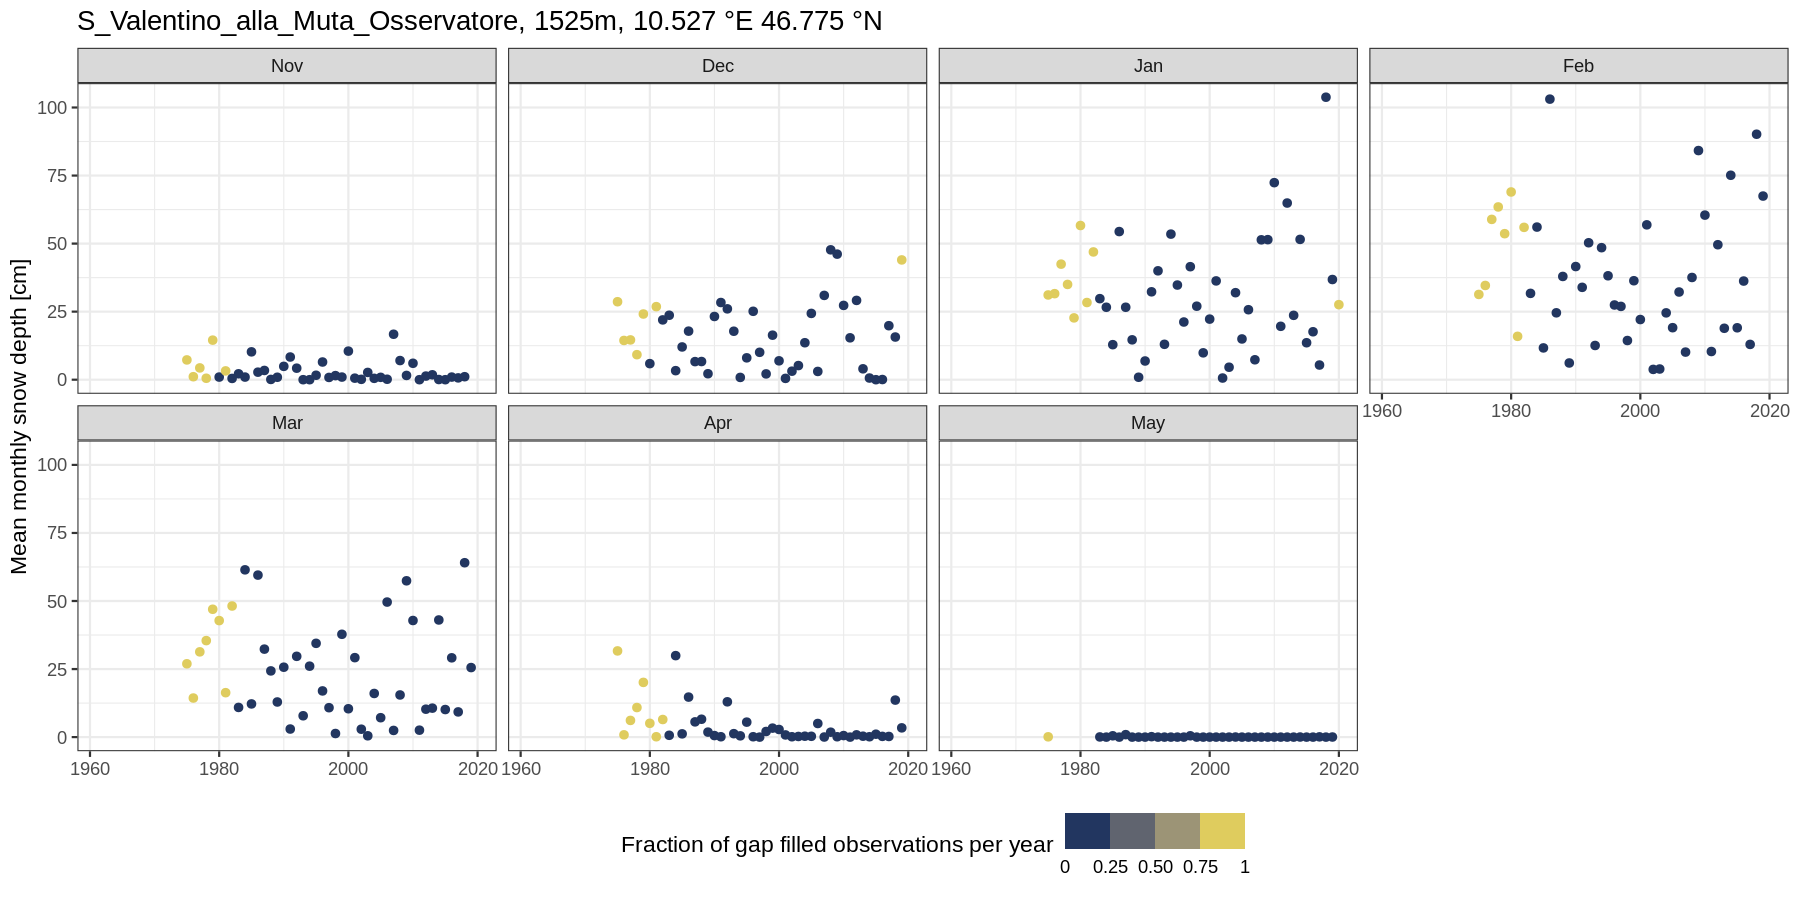 S_Valentino_alla_Muta_Osservatore, 1525m, 10.527 °E 46.775 °N
Nov Dec Jan Feb
100
75
50
25
0
Mean monthly snow depth [cm]
1960 1980 2000 2020
Mar Apr May
100
75
50
25
0
1960 1980 2000 2020 1960 1980 2000 2020 1960 1980 2000 2020
Fraction of gap filled observations per year
0 0.25 0.50 0.75 1